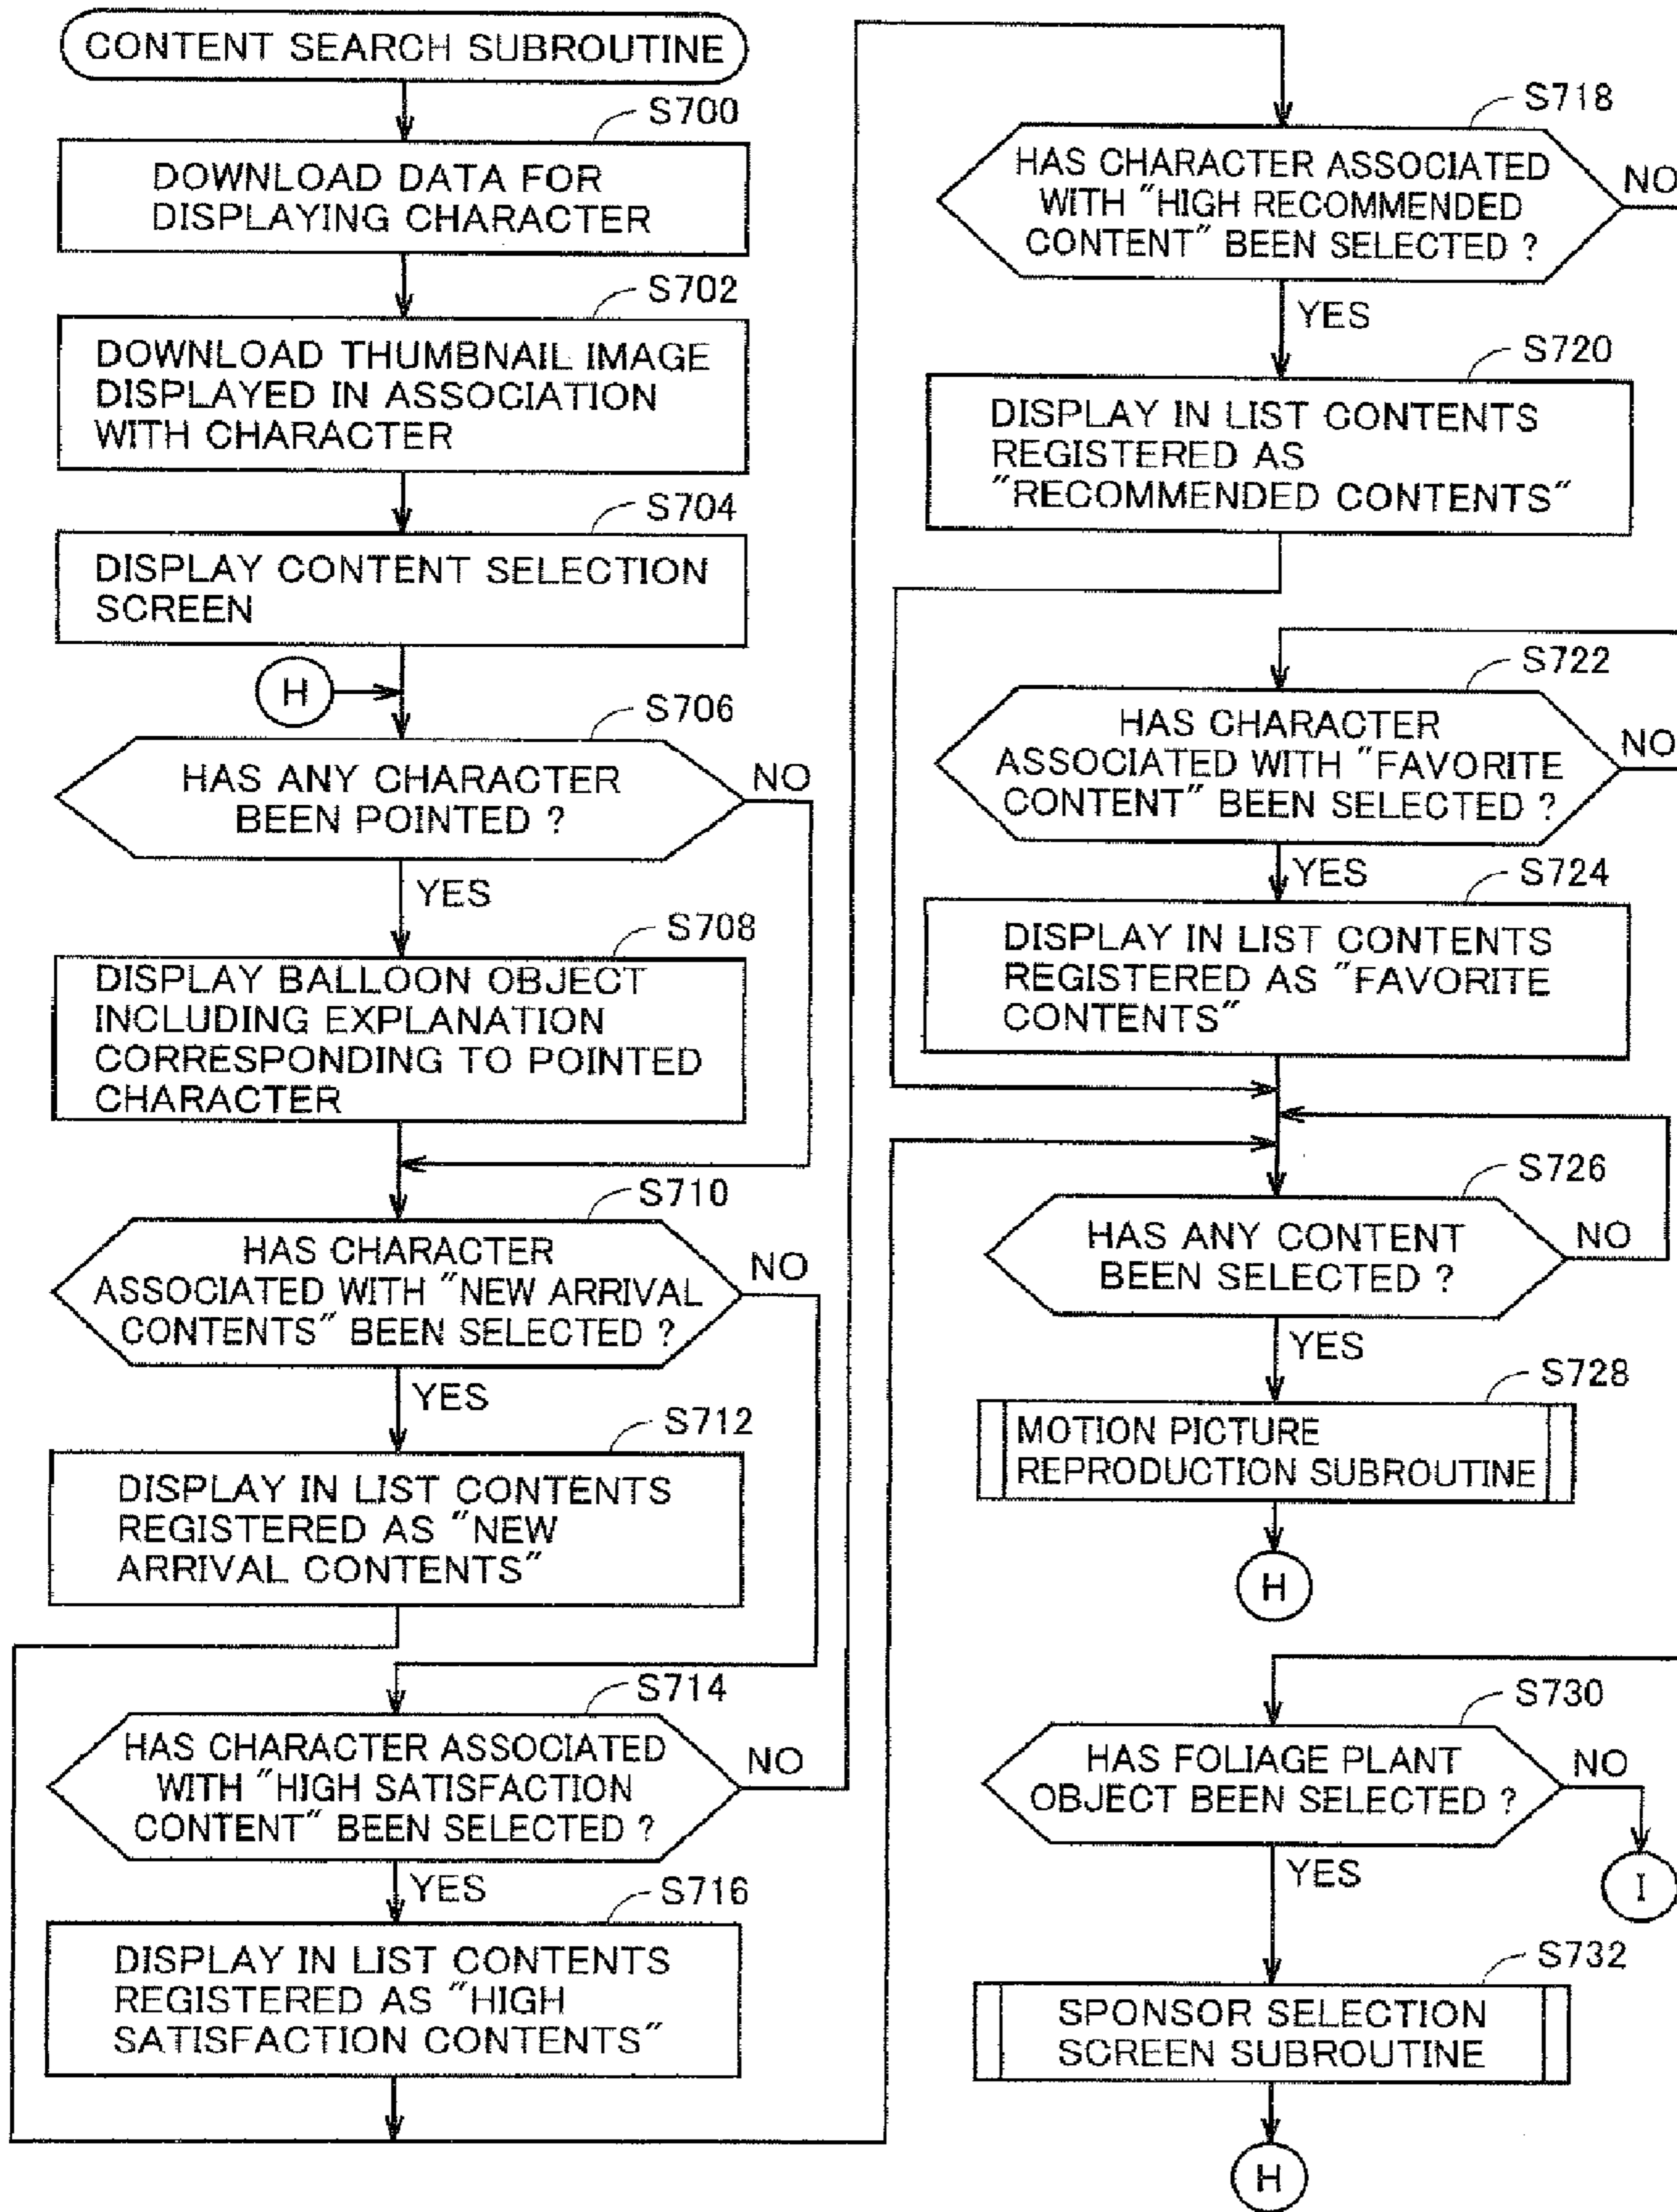 CONTENT SEARCH SUBROUTINE
S700
DOWNLOAD DATA FOR
DISPLAYING CHARACTER
S702
DOWNLOAD THUMBNAIL IMAGE
DISPLAYED IN ASSOCIATION
WITH CHARACTER
S704
DISPLAY CONTENT SELECTION
SCREEN
H
S706
HAS ANY CHARACTER
BEEN POINTED ?
NO
YES
S708
DISPLAY BALLOON OBJECT
INCLUDING EXPLANATION
CORRESPONDING TO POINTED
CHARACTER
S710
HAS CHARACTER
ASSOCIATED WITH "NEW ARRIVAL
CONTENTS" BEEN SELECTED ?
NO
YES
S712
DISPLAY IN LIST CONTENTS
REGISTERED AS "NEW
ARRIVAL CONTENTS"
S714
HAS CHARACTER ASSOCIATED
WITH "HIGH SATISFACTION
CONTENT" BEEN SELECTED ?
NO
YES
S716
DISPLAY IN LIST CONTENTS
REGISTERED AS "HIGH
SATISFACTION CONTENTS"
S718
HAS CHARACTER ASSOCIATED
WITH "HIGH RECOMMENDED
CONTENT" BEEN SELECTED ?
NO
YES
S720
DISPLAY IN LIST CONTENTS
REGISTERED AS
"RECOMMENDED CONTENTS"
S722
HAS CHARACTER
ASSOCIATED WITH "FAVORITE
CONTENT" BEEN SELECTED ?
NO
YES
S724
DISPLAY IN LIST CONTENTS
REGISTERED AS "FAVORITE
CONTENTS"
S726
HAS ANY CONTENT
BEEN SELECTED ?
NO
YES
S728
MOTION PICTURE
REPRODUCTION SUBROUTINE
H
S730
HAS FOLIAGE PLANT
OBJECT BEEN SELECTED ?
NO
YES
I
S732
SPONSOR SELECTION
SCREEN SUBROUTINE
H